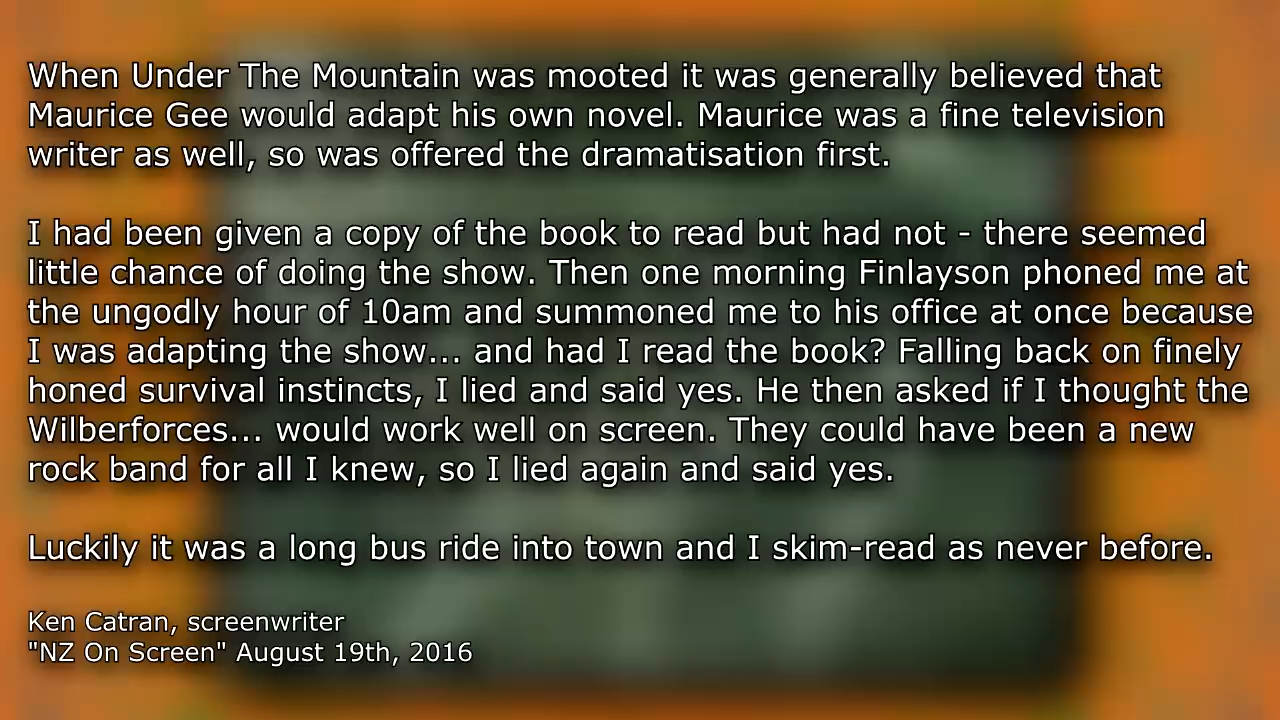 When Under The Mountain was mooted it was generally believed that
Maurice Gee would adapt his own novel. Maurice was a fine television
writer as well, so was offered the dramatisation first.
I had been given a copy of the book to read but had not - there seemed
little chance of doing the show. Then one morning Finlayson phoned me at
the ungodly hour of 10am and summoned me to his office at once because
I was adapting the show... and had I read the book? Falling back on finely
honed survival instincts, I lied and said yes. He then asked if I thought the
Wilberforces... would work well on screen. They could have been a new
rock band for all I knew, so I lied again and said yes.
Luckily it was a long bus ride into town and I skim-read as never before.
Ken Catran, screenwriter
"NZ On Screen" August 19th, 2016